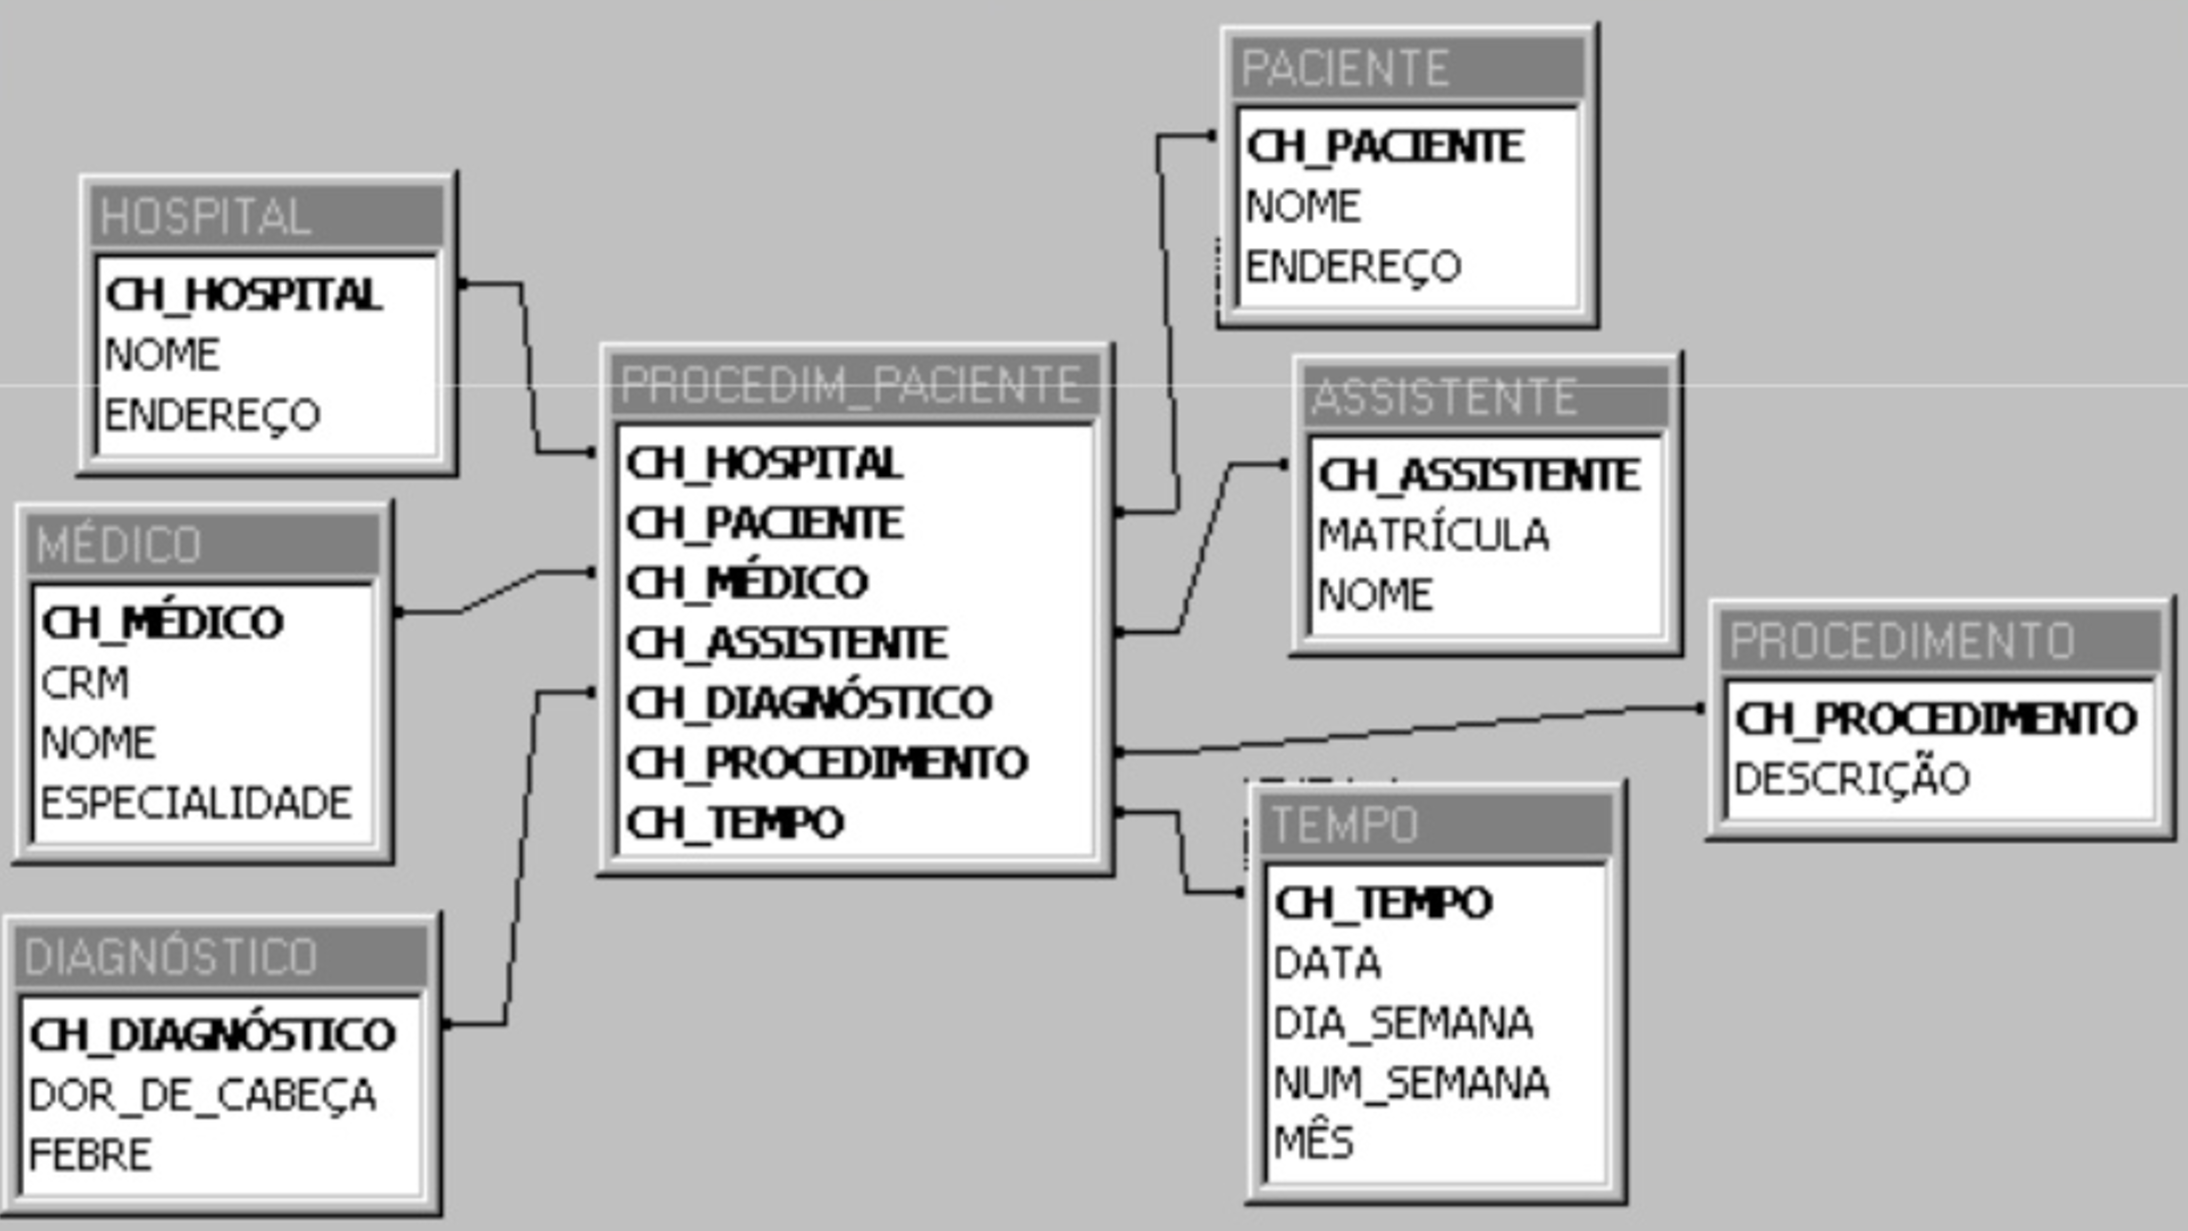 PACIENTE
CH_PACIENTE
NOME
ENDEREÇO
HOSPITAL
CH_HOSPITAL
NOME
ENDEREÇO
PROCEDIM_PACIENTE
CH_HOSPITAL
CH_PACIENTE
CH_MÉDICO
CH_ASSISTENTE
CH_DIAGNÓSTICO
CH_PROCEDIMENTO
CH_TEMPO
ASSISTENTE
CH_ASSISTENTE
MATRÍCULA
NOME
MÉDICO
CH_MÉDICO
CRM
NOME
ESPECIALIDADE
PROCEDIMENTO
CH_PROCEDIMENTO
DESCRIÇÃO
TEMPO
CH_TEMPO
DATA
DIA_SEMANA
NUM_SEMANA
MÊS
DIAGNÓSTICO
CH_DIAGNÓSTICO
DOR_DE_CABEÇA
FEBRE